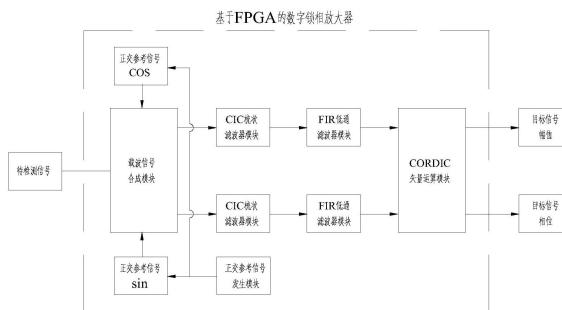 基于FPGA的数字锁相放大器
正交参考信号
COS
CIC梳状
滤波器模块
FIR低通
滤波器模块
目标信号
幅值
待检测信号
载波信号
合成模块
CORDIC
矢量运算模块
CIC梳状
滤波器模块
FIR低通
滤波器模块
目标信号
相位
正交参考信号
sin
正交参考信号
发生模块